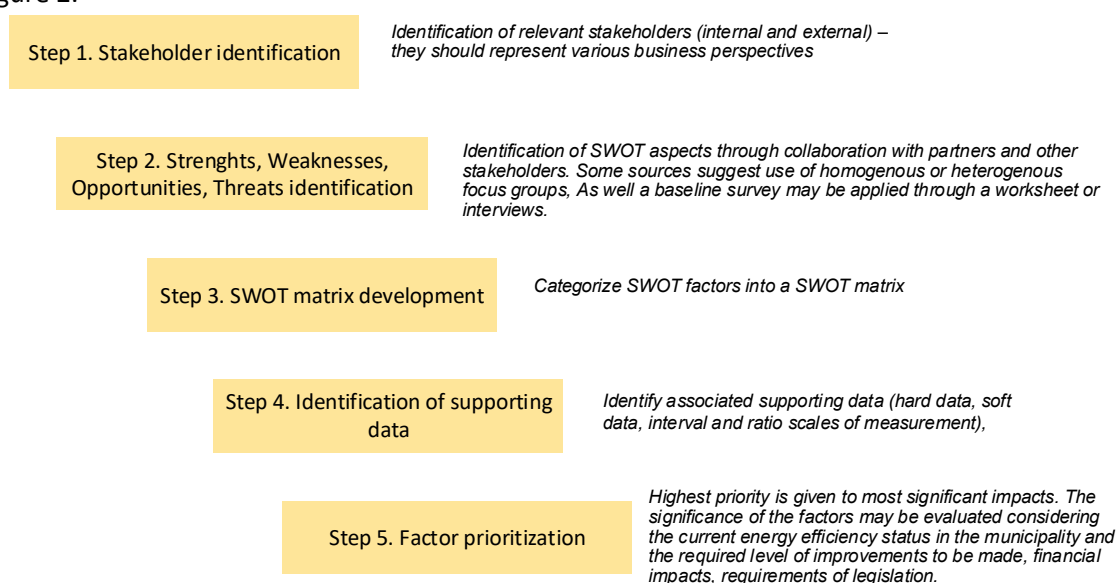 Step 1. Stakeholder identification
Identification of relevant stakeholders (internal and external) –
they should represent various business perspectives
Step 2. Strenghts, Weaknesses,
Opportunities, Threats identification
Identification of SWOT aspects through collaboration with partners and other
stakeholders. Some sources suggest use of homogenous or heterogenous
focus groups, As well a baseline survey may be applied through a worksheet or
interviews.
Step 3. SWOT matrix development
Categorize SWOT factors into a SWOT matrix
Step 4. Identification of supporting
data
Identify associated supporting data (hard data, soft
data, interval and ratio scales of measurement),
Step 5. Factor prioritization
Highest priority is given to most significant impacts. The
significance of the factors may be evaluated considering
the current energy efficiency status in the municipality and
the required level of improvements to be made, financial
impacts, requirements of legislation.